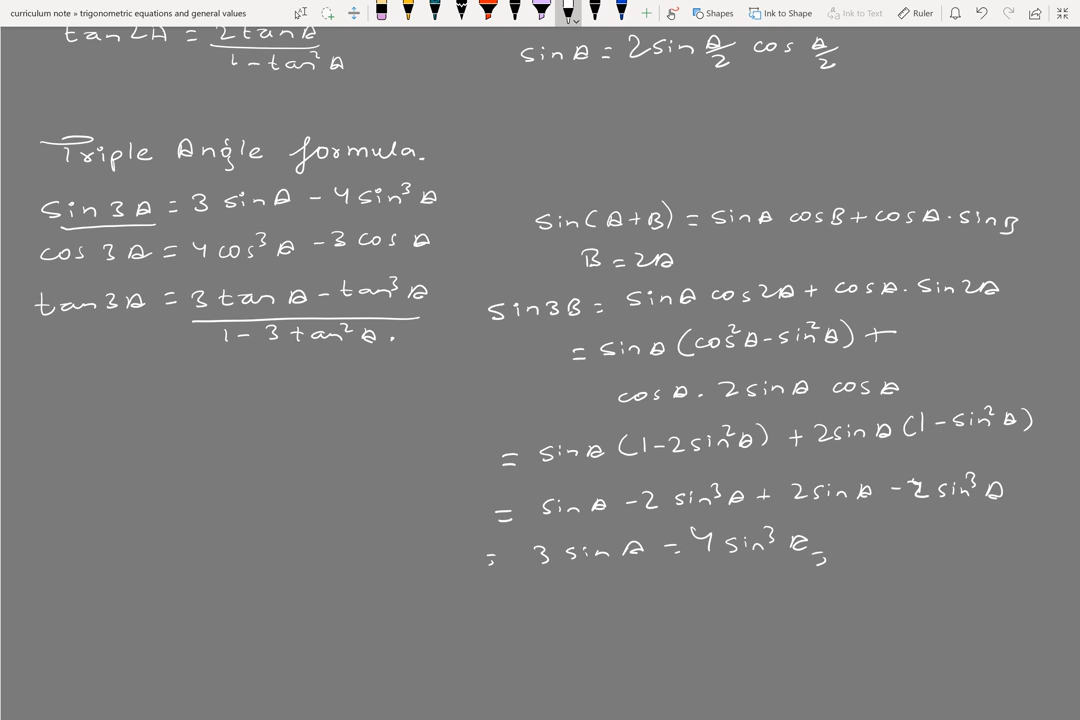 curriculum note » trigonometric equations and general values
Shapes Ink to Shape Ink to Text Ruler
tan2A = 2tanA / 1-tan²A
sinA = 2sin A/2 cos A/2
Triple Angle formula.
sin3A = 3 sinA - 4sin³A
cos 3A = 4cos³A - 3 cosA
tan3A = 3tanA - tan³A / 1-3tan²A.
sin(A+B) = sinA cosB + cosA.sinB
B = 2A
sin3B = sinA cos2A + cosA.sin2A
= sinA(cos²A-sin²A) +
cosA. 2sinA cosA
= sinA(1-2sin²A) + 2sinA(1-sin²A)
= sinA - 2 sin³A + 2sinA - 2sin³A
= 3 sinA - 4 sin³A